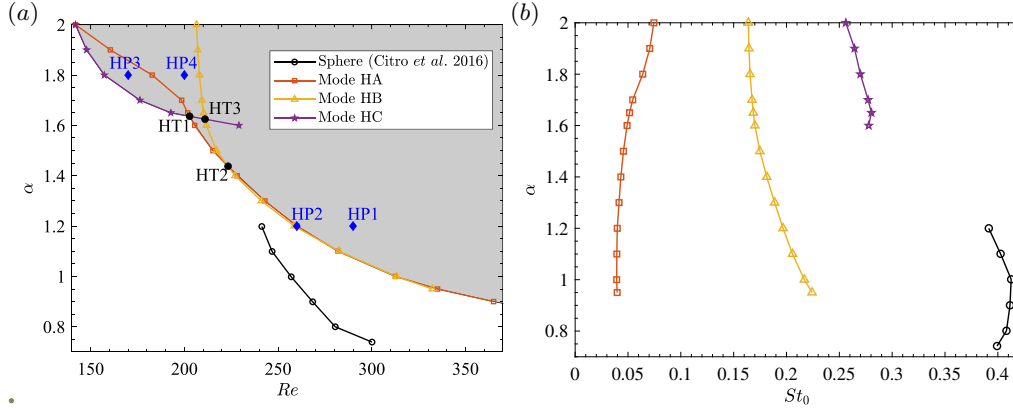 (a)
2
1.8
1.6
1.4
1.2
1
0.8
α
150
200
250
300
350
Re
HP3
HP4
HT1
HT3
HT2
HP2
HP1
Sphere (Citro et al. 2016)
Mode HA
Mode HB
Mode HC
(b)
2
1.8
1.6
1.4
1.2
1
0.8
α
0
0.05
0.1
0.15
0.2
0.25
0.3
0.35
0.4
St₀